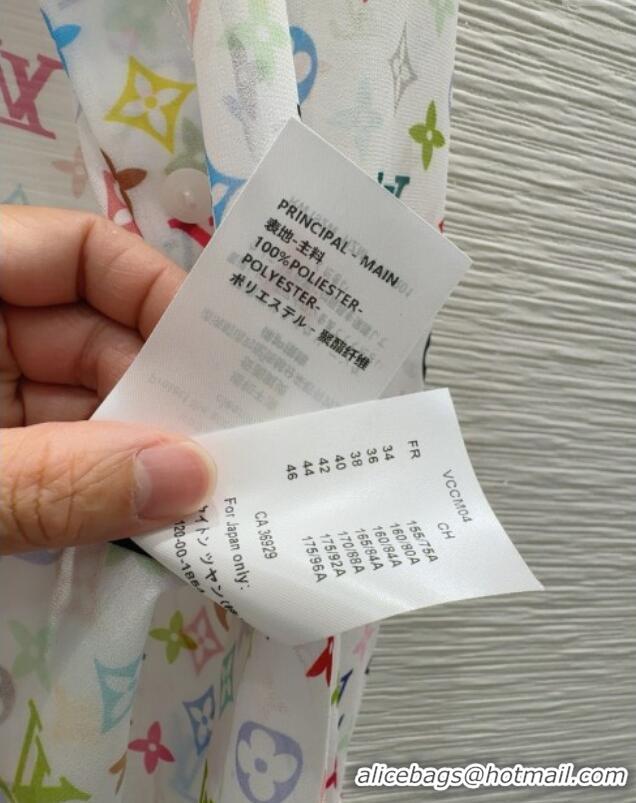 PRINCIPAL - MAIN
表地-主料
100%POLIESTER-
POLYESTER-
ポリエステル - 聚酯纤维
VCCM04
FR CH
34 155/75A
36 160/80A
38 160/84A
40 165/84A
42 170/88A
44 175/92A
46 175/96A
CA 36929
For Japan only:
alicebags@hotmail.com